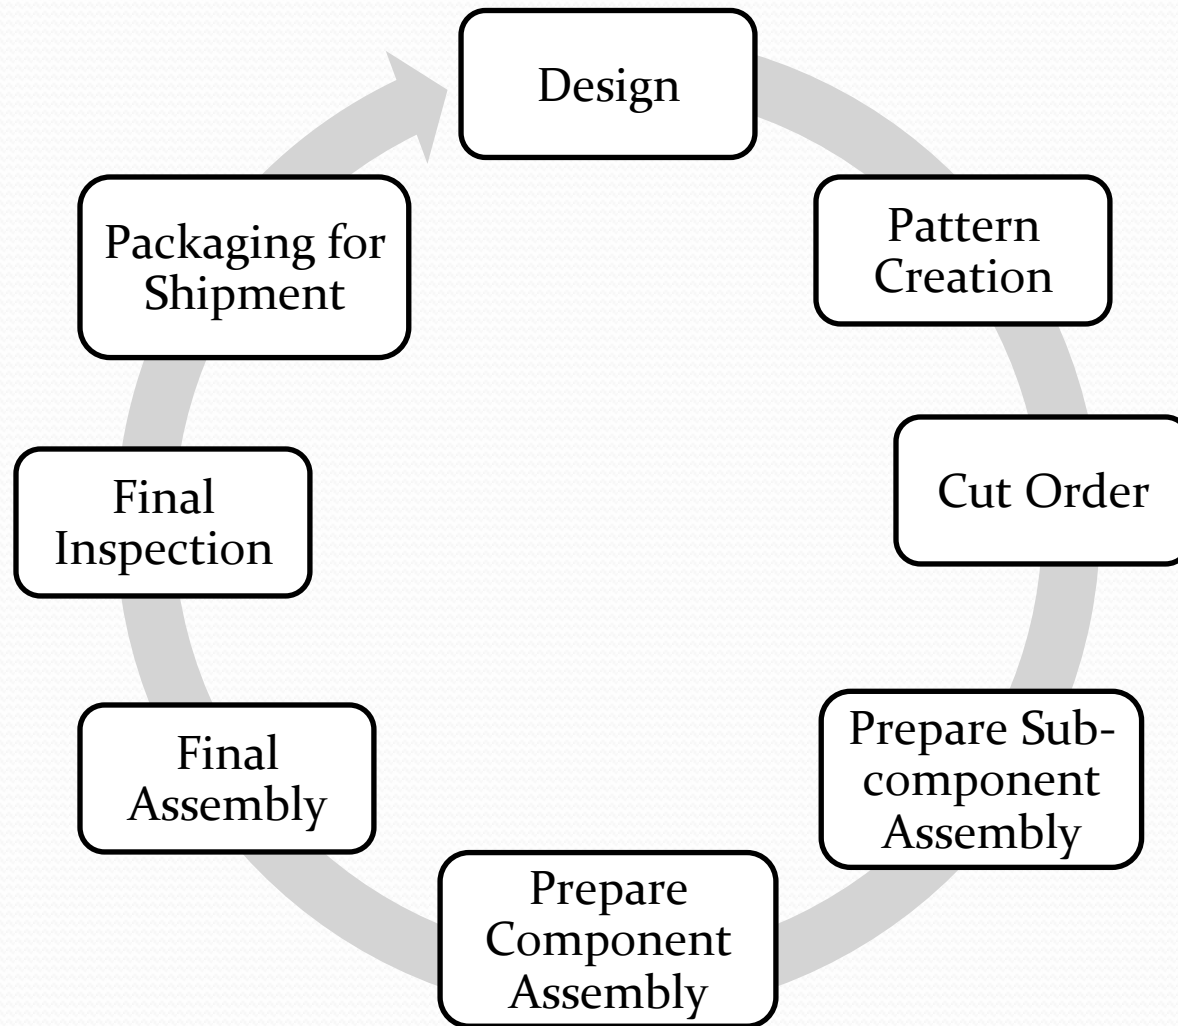 Design
Pattern
Creation
Cut Order
Prepare Sub-
component
Assembly
Prepare
Component
Assembly
Final
Assembly
Final
Inspection
Packaging for
Shipment